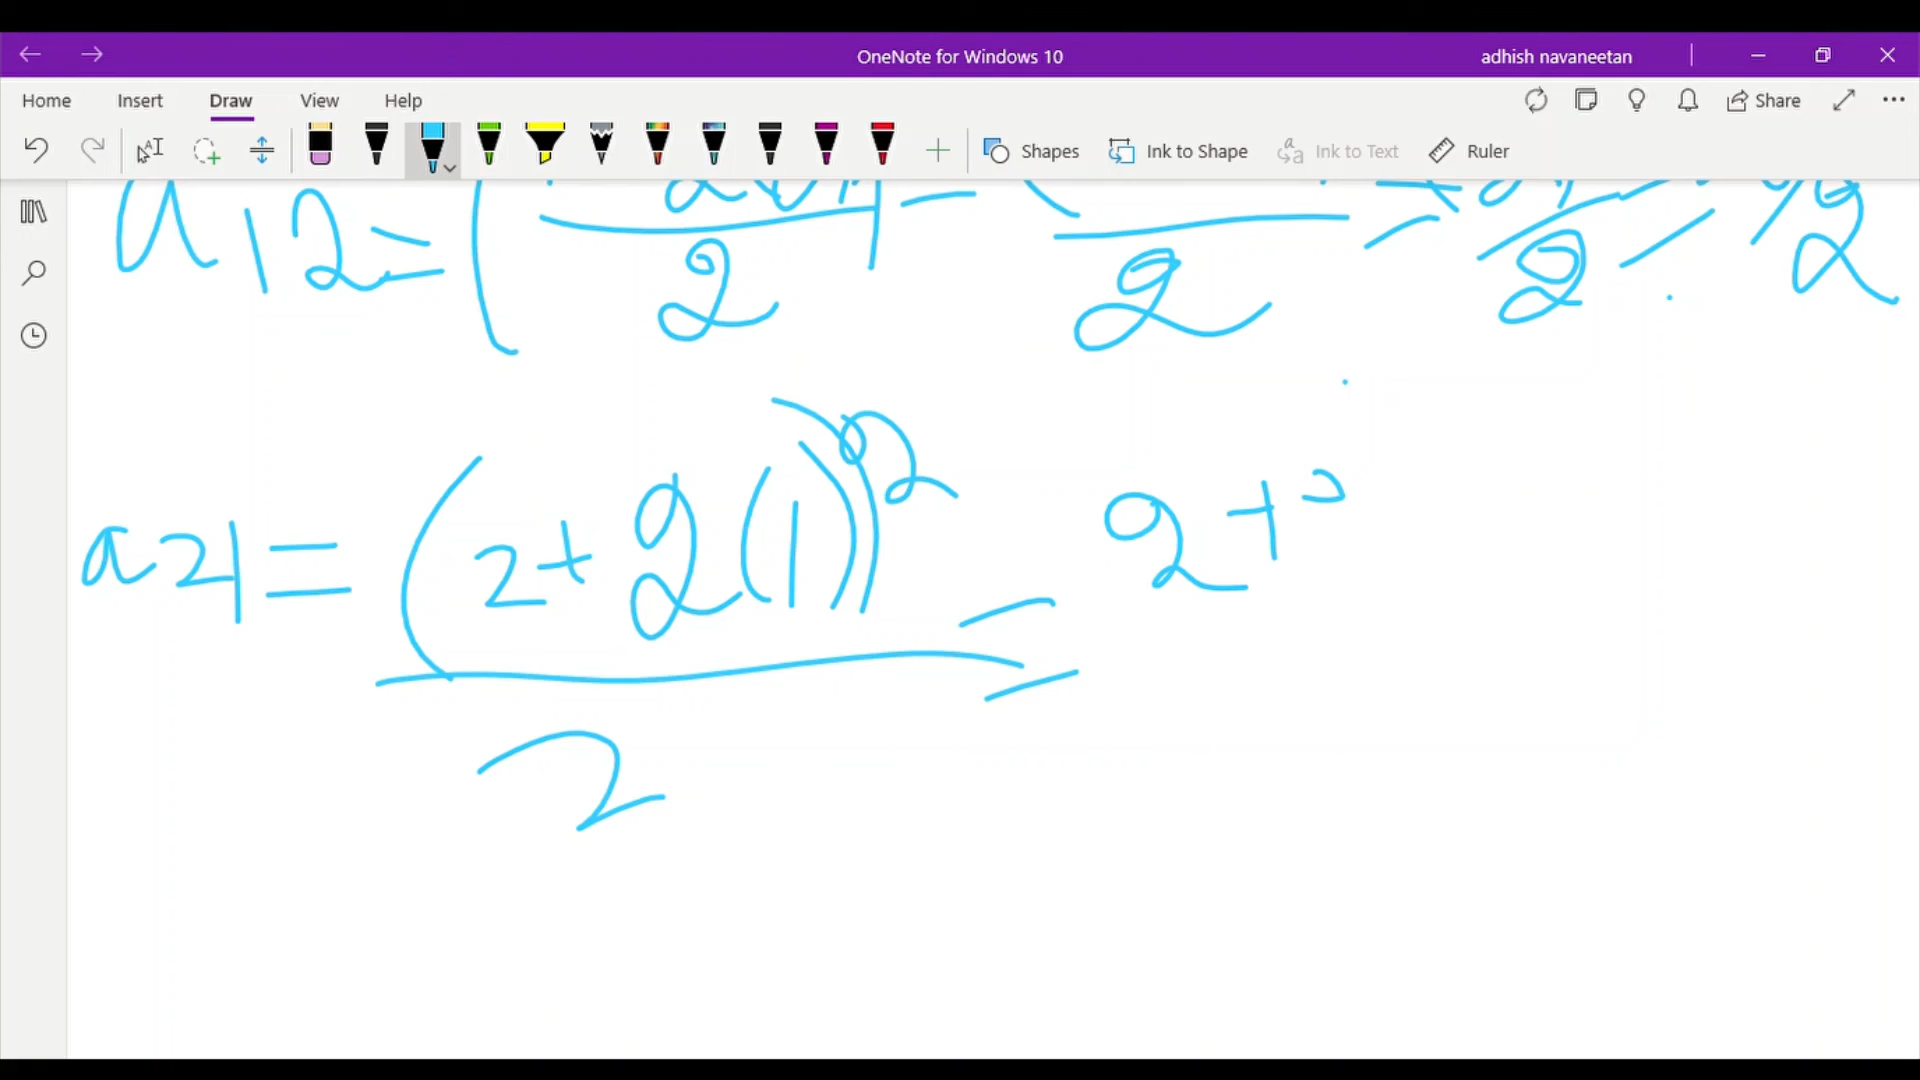 OneNote for Windows 10
adhish navaneetan
Home Insert Draw View Help
Share
Shapes Ink to Shape Ink to Text Ruler
a12=
2 2 2 2
a21 = (2+2(1))2 = 2+
2